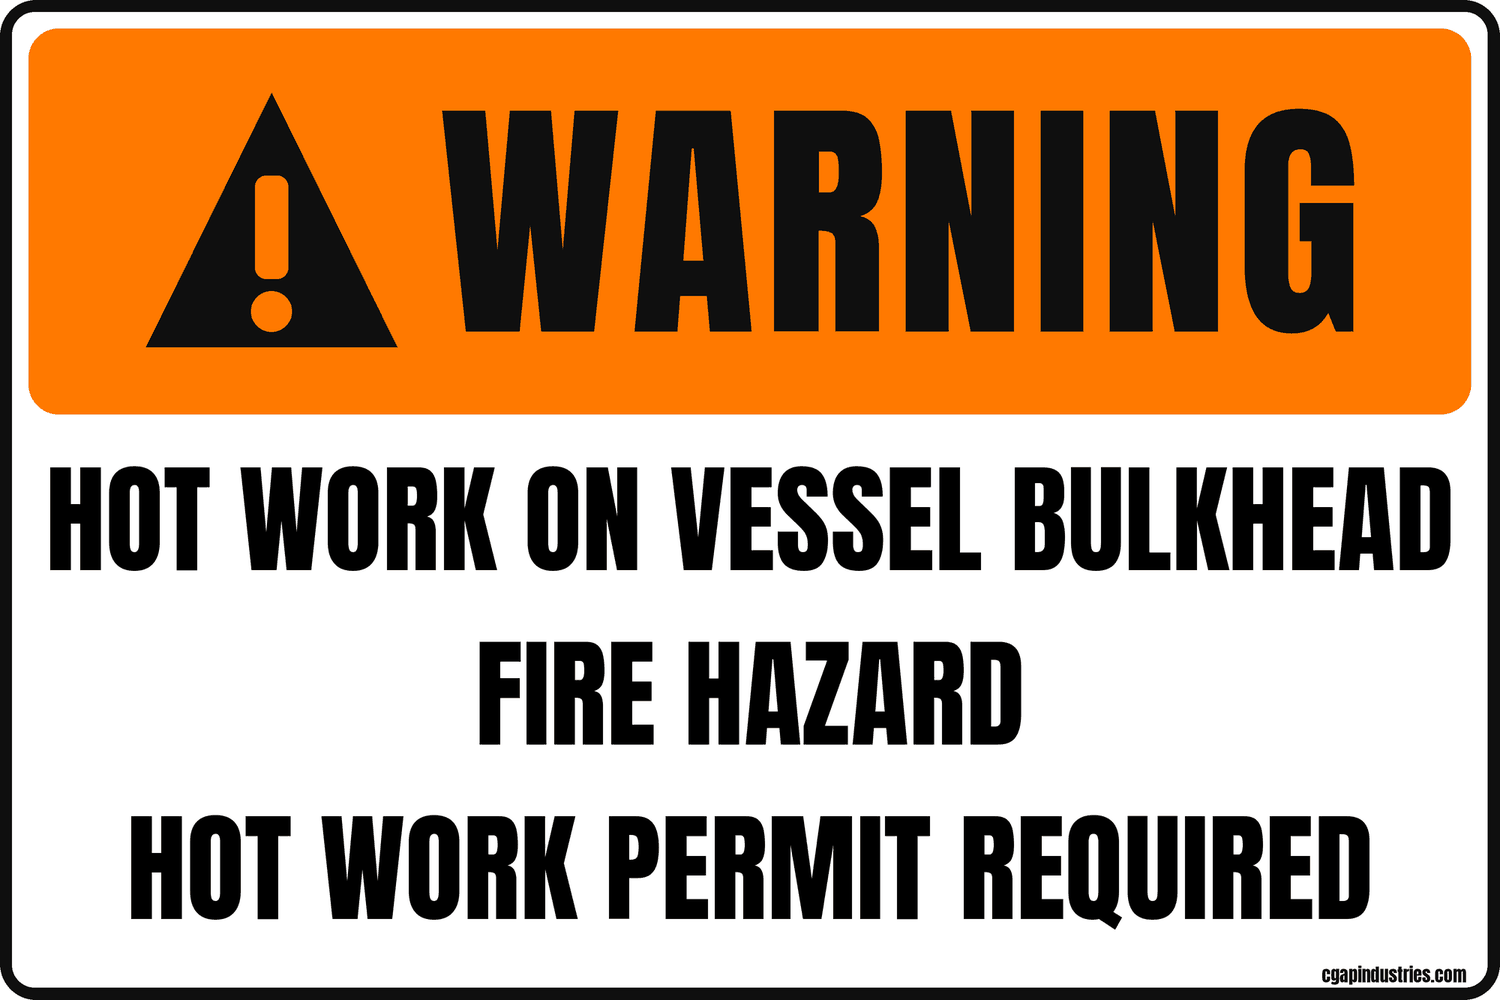 WARNING
HOT WORK ON VESSEL BULKHEAD
FIRE HAZARD
HOT WORK PERMIT REQUIRED
cgapindustries.com